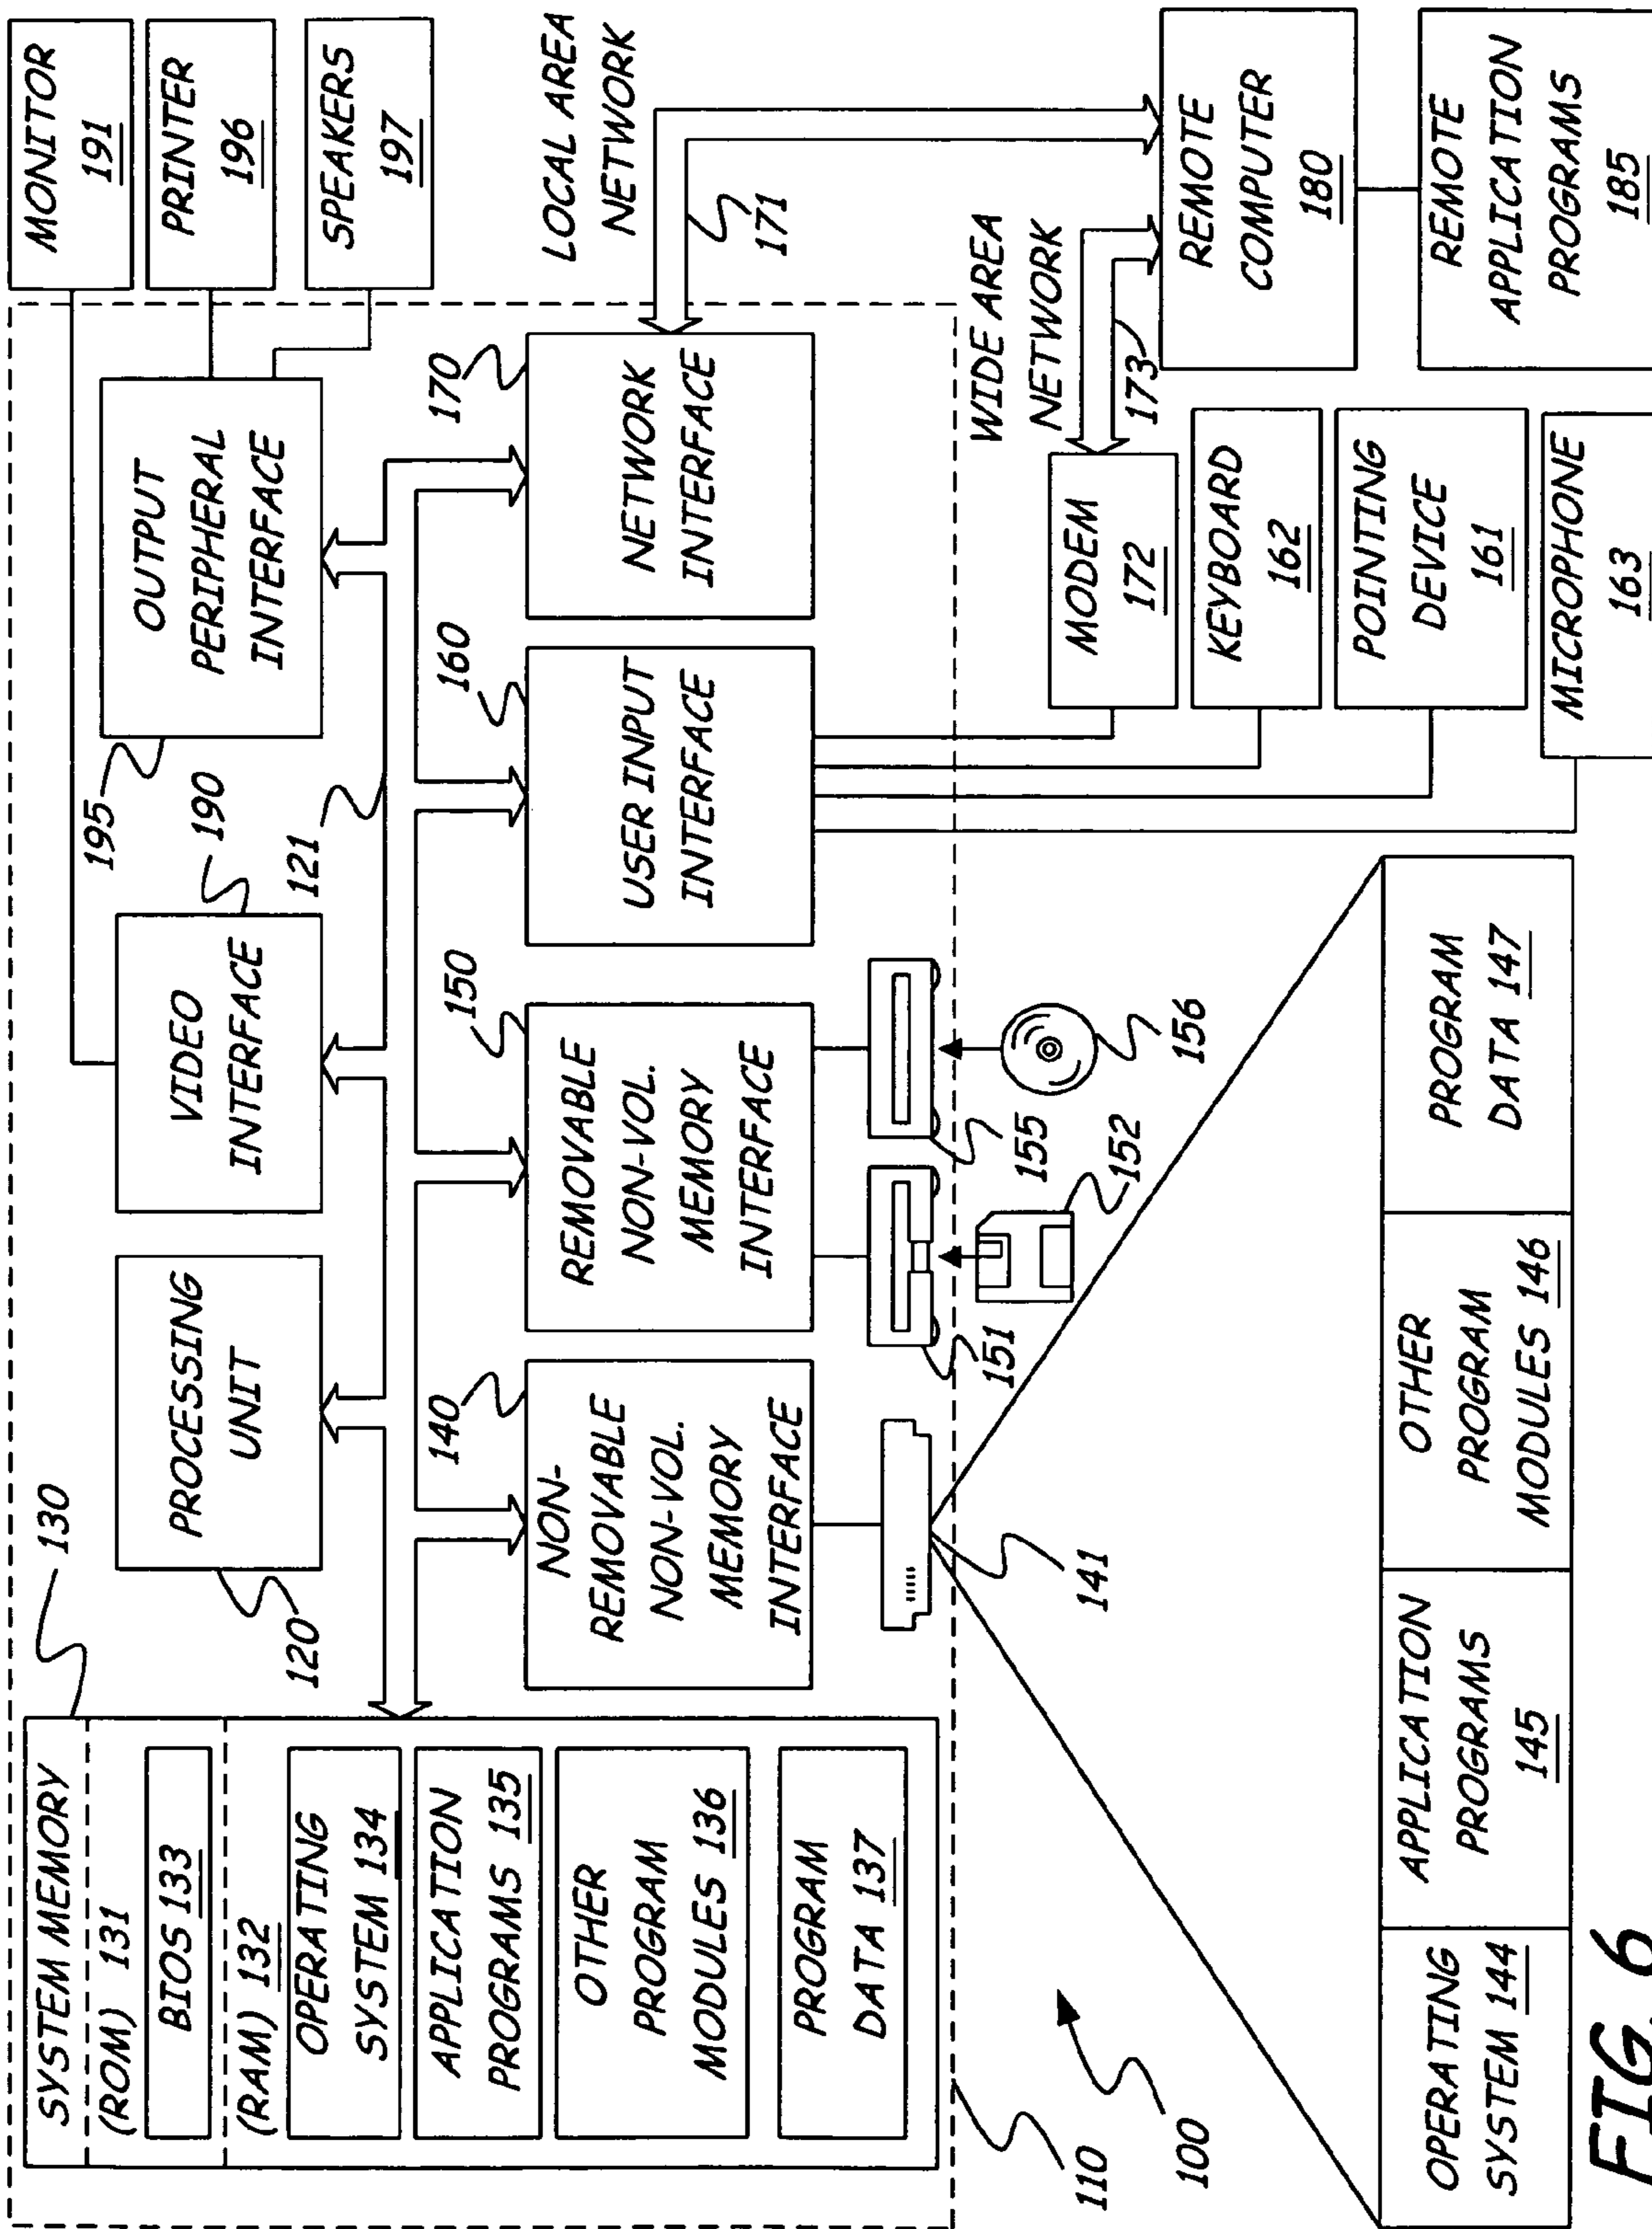 SYSTEM MEMORY
130
(ROM) 131
BIOS 133
(RAM) 132
OPERATING
SYSTEM 134
APPLICATION
PROGRAMS 135
OTHER
PROGRAM
MODULES 136
PROGRAM
DATA 137
PROCESSING
UNIT
120
VIDEO
INTERFACE
190
OUTPUT
PERIPHERAL
INTERFACE
195
121
MONITOR
191
PRINTER
196
SPEAKERS
197
140
NON-
REMOVABLE
NON-VOL.
MEMORY
INTERFACE
150
REMOVABLE
NON-VOL.
MEMORY
INTERFACE
160
USER INPUT
INTERFACE
170
NETWORK
INTERFACE
LOCAL AREA
NETWORK
171
141
151
152
155
156
WIDE AREA
NETWORK
173
MODEM
172
KEYBOARD
162
POINTING
DEVICE
161
MICROPHONE
163
REMOTE
COMPUTER
180
REMOTE
APPLICATION
PROGRAMS
185
110
100
OPERATING
SYSTEM 144
APPLICATION
PROGRAMS
145
OTHER
PROGRAM
MODULES 146
PROGRAM
DATA 147
FIG. 6